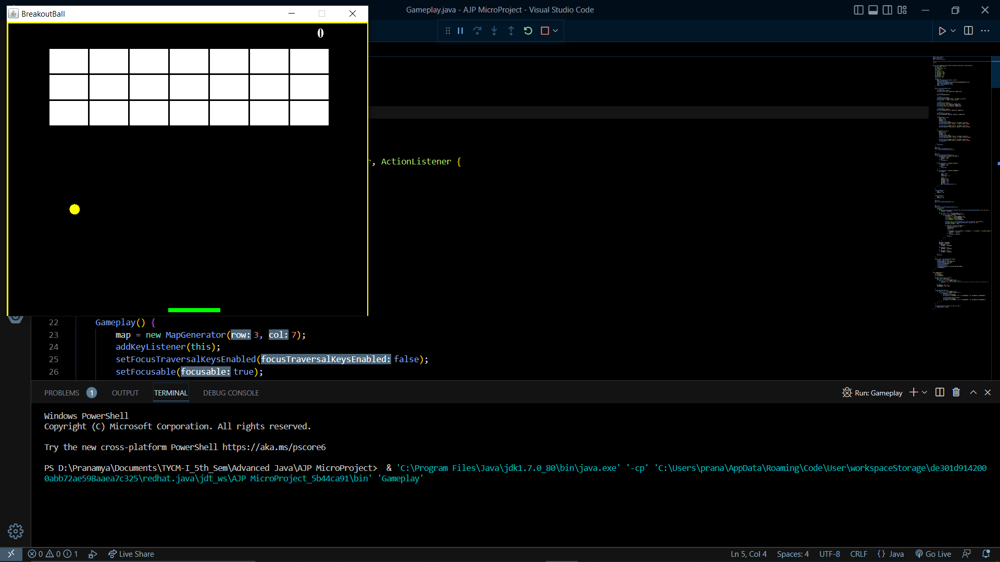 BreakoutBall
Gameplay.java - AJP MicroProject - Visual Studio Code
0
, ActionListener {
22 Gameplay() {
23 map = new MapGenerator(row: 3, col: 7);
24 addKeyListener(this);
25 setFocusTraversalKeysEnabled(focusTraversalKeysEnabled: false);
26 setFocusable(focusable: true);
PROBLEMS 1 OUTPUT TERMINAL DEBUG CONSOLE
Run: Gameplay
Windows PowerShell
Copyright (C) Microsoft Corporation. All rights reserved.
Try the new cross-platform PowerShell https://aka.ms/pscore6
PS D:\Pranamya\Documents\TYCM-I_5th_Sem\Advanced Java\AJP MicroProject>  & 'C:\Program Files\Java\jdk1.7.0_80\bin\java.exe' '-cp' 'C:\Users\prana\AppData\Roaming\Code\User\workspaceStorage\de301d914200
0abb72ae598aaea7c325\redhat.java\jdt_ws\AJP MicroProject_5b44ca91\bin' 'Gameplay'
0 0 1 Live Share
Ln 5, Col 4 Spaces: 4 UTF-8 CRLF {} Java Go Live